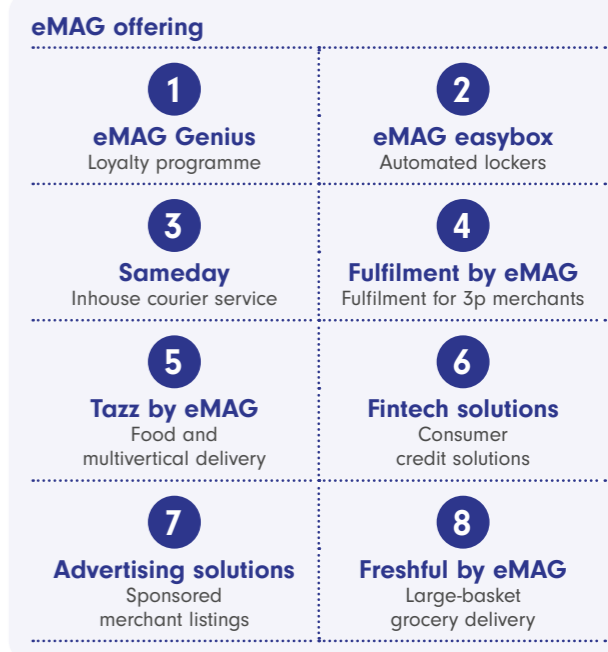 eMAG offering
1
eMAG Genius
Loyalty programme
2
eMAG easybox
Automated lockers
3
Sameday
Inhouse courier service
4
Fulfilment by eMAG
Fulfilment for 3p merchants
5
Tazz by eMAG
Food and
multivertical delivery
6
Fintech solutions
Consumer
credit solutions
7
Advertising solutions
Sponsored
merchant listings
8
Freshful by eMAG
Large-basket
grocery delivery